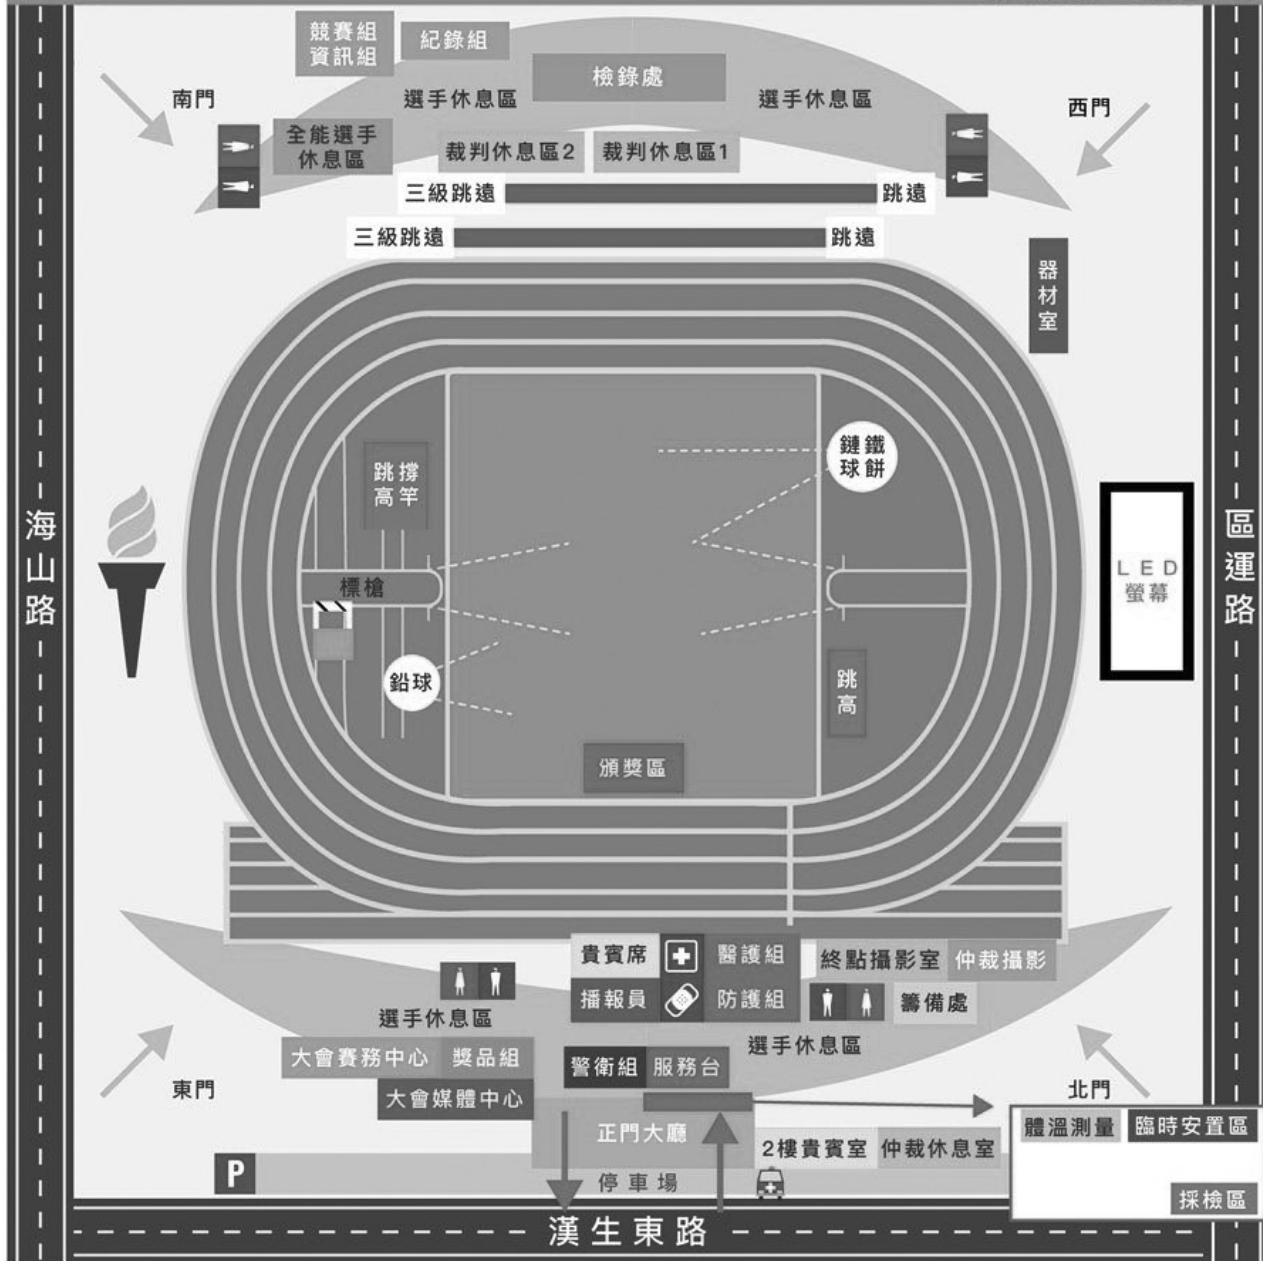 競賽組
資訊組
紀錄組
檢錄處
選手休息區
選手休息區
南門
西門
全能選手
休息區
裁判休息區2
裁判休息區1
三級跳遠
跳遠
三級跳遠
跳遠
器材室
鏈球
鐵餅
撐竿
跳高
標槍
鉛球
跳高
頒獎區
海山路
區運路
LED
螢幕
貴賓席
醫護組
終點攝影室
仲裁攝影
播報員
防護組
籌備處
選手休息區
選手休息區
大會賽務中心
獎品組
警衛組
服務台
大會媒體中心
東門
北門
正門大廳
體溫測量
臨時安置區
2樓貴賓室
仲裁休息室
P
停車場
採檢區
漢生東路